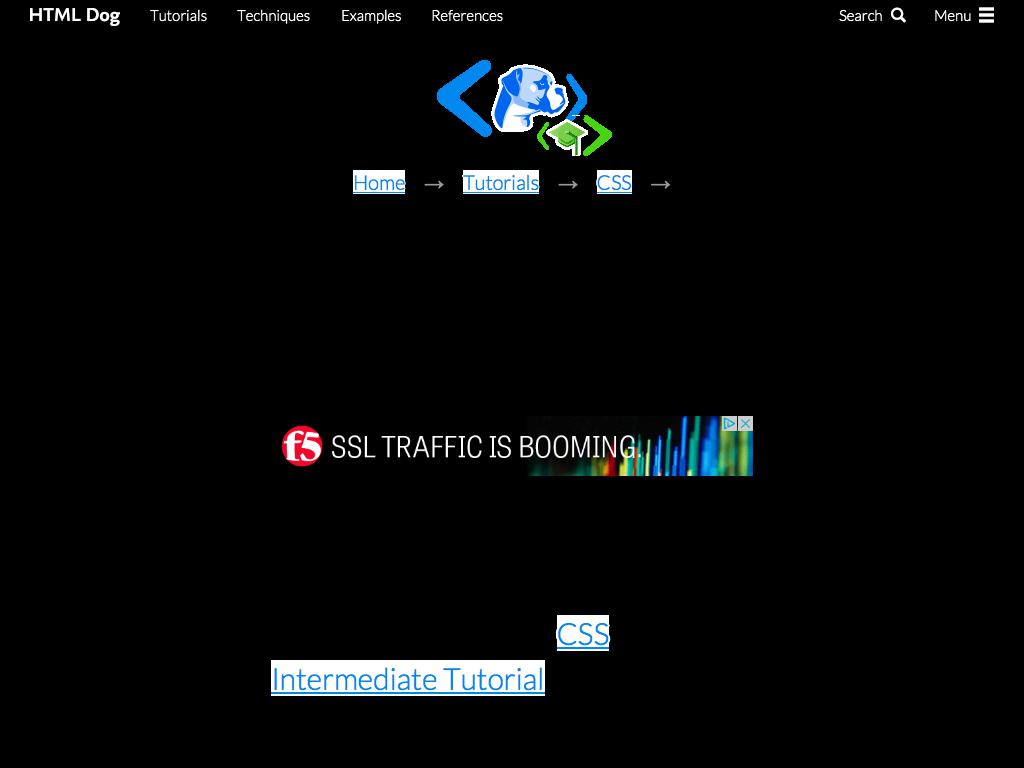 HTML Dog Tutorials Techniques Examples References Search Menu
Home → Tutorials → CSS →
f5 SSL TRAFFIC IS BOOMING.
CSS
Intermediate Tutorial